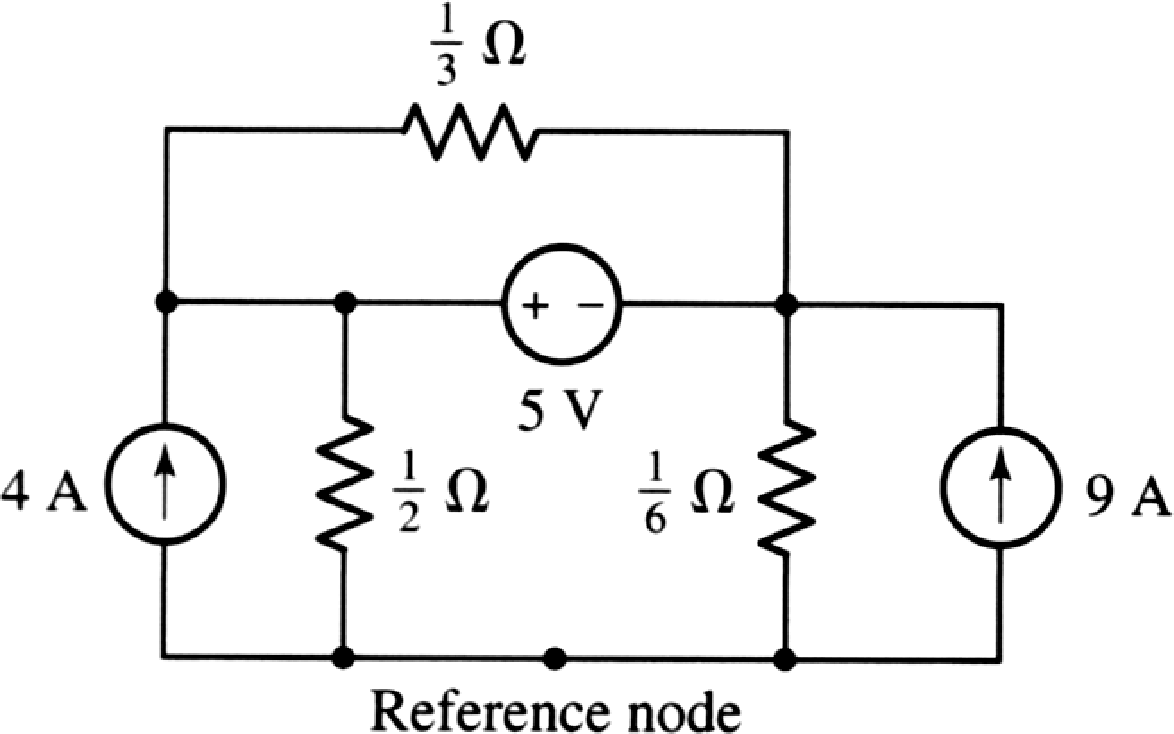 1/3 Ω
+ −
5 V
4 A
1/2 Ω
1/6 Ω
9 A
Reference node